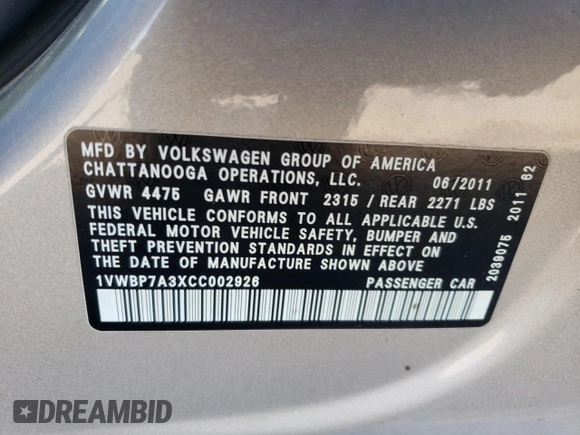 MFD BY VOLKSWAGEN GROUP OF AMERICA
CHATTANOOGA OPERATIONS, LLC. 06/2011
GVWR 4475 GAWR FRONT 2315 / REAR 2271 LBS
THIS VEHICLE CONFORMS TO ALL APPLICABLE U.S.
FEDERAL MOTOR VEHICLE SAFETY, BUMPER AND
THEFT PREVENTION STANDARDS IN EFFECT ON
THE DATE OF MANUFACTURE SHOWN ABOVE
1VWBP7A3XCC002926 PASSENGER CAR
2039075 2011 82
DREAMBID